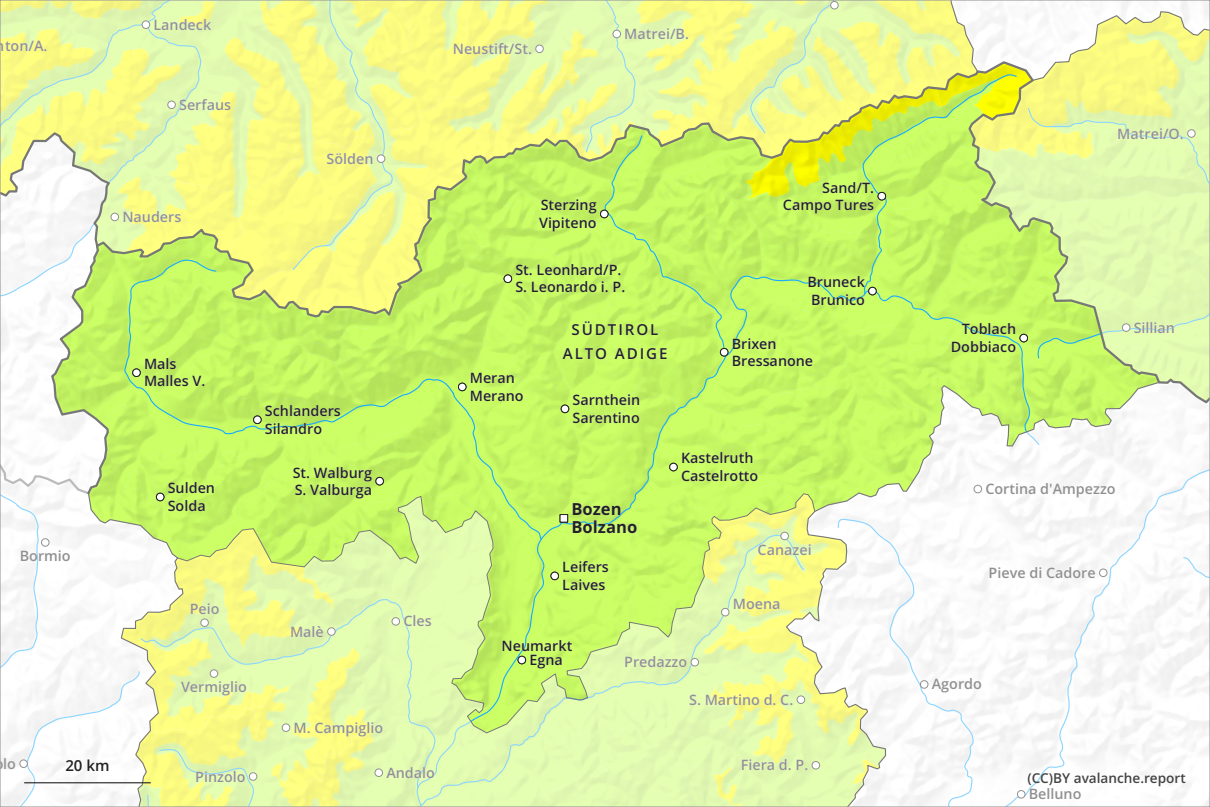 Landeck
nton/A.
Neustift/St.
Matrei/B.
Serfaus
Matrei/O.
Sölden
Nauders
Sand/T.
Campo Tures
Sterzing
Vipiteno
St. Leonhard/P.
S. Leonardo i. P.
Bruneck
Brunico
SÜDTIROL
ALTO ADIGE
Toblach
Dobbiaco
Sillian
Brixen
Bressanone
Mals
Malles V.
Meran
Merano
Sarnthein
Sarentino
Schlanders
Silandro
Kastelruth
Castelrotto
St. Walburg
S. Valburga
Sulden
Solda
Cortina d'Ampezzo
Bozen
Bolzano
Bormio
Canazei
Leifers
Laives
Pieve di Cadore
Peio
Moena
Cles
Malè
Neumarkt
Egna
Predazzo
Vermiglio
Agordo
S. Martino d. C.
M. Campiglio
olo
20 km
Pinzolo
Andalo
Fiera d. P.
(CC)BY avalanche.report
Belluno